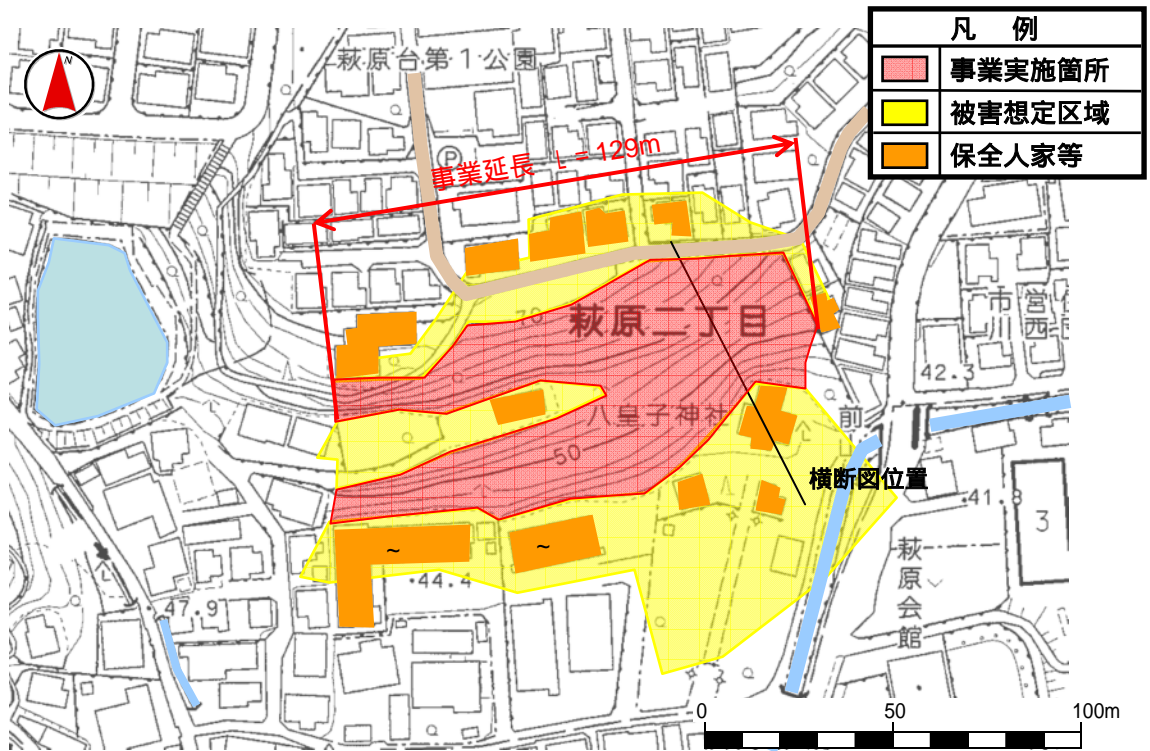 凡 例
事業実施箇所
被害想定区域
保全人家等
N
萩原台第1公園
P
事業延長 L=129m
70
萩原二丁目
市営西
川
42.3
八皇子神社
前
50
横断図位置
41.8
3
~
~
44.4
萩原会館
47.9
0 50 100m